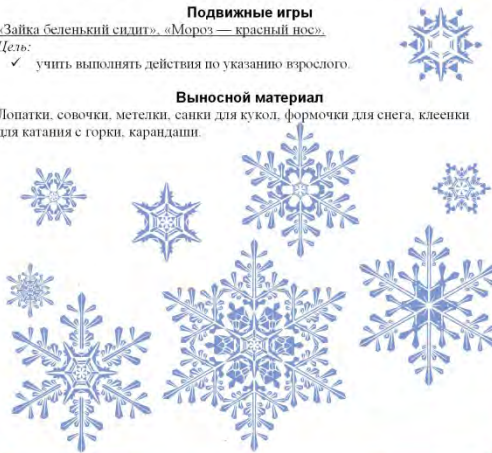 Подвижные игры
«Зайка беленький сидит», «Мороз — красный нос».
Цель:
✓ учить выполнять действия по указанию взрослого.
Выносной материал
Лопатки, совочки, метелки, санки для кукол, формочки для снега, клеенки
для катания с горки, карандаши.